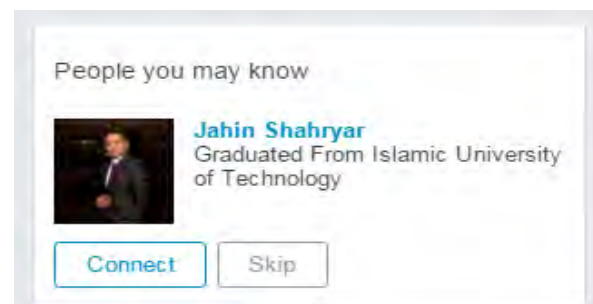 People you may know
Jahin Shahryar
Graduated From Islamic University
of Technology
Connect
Skip